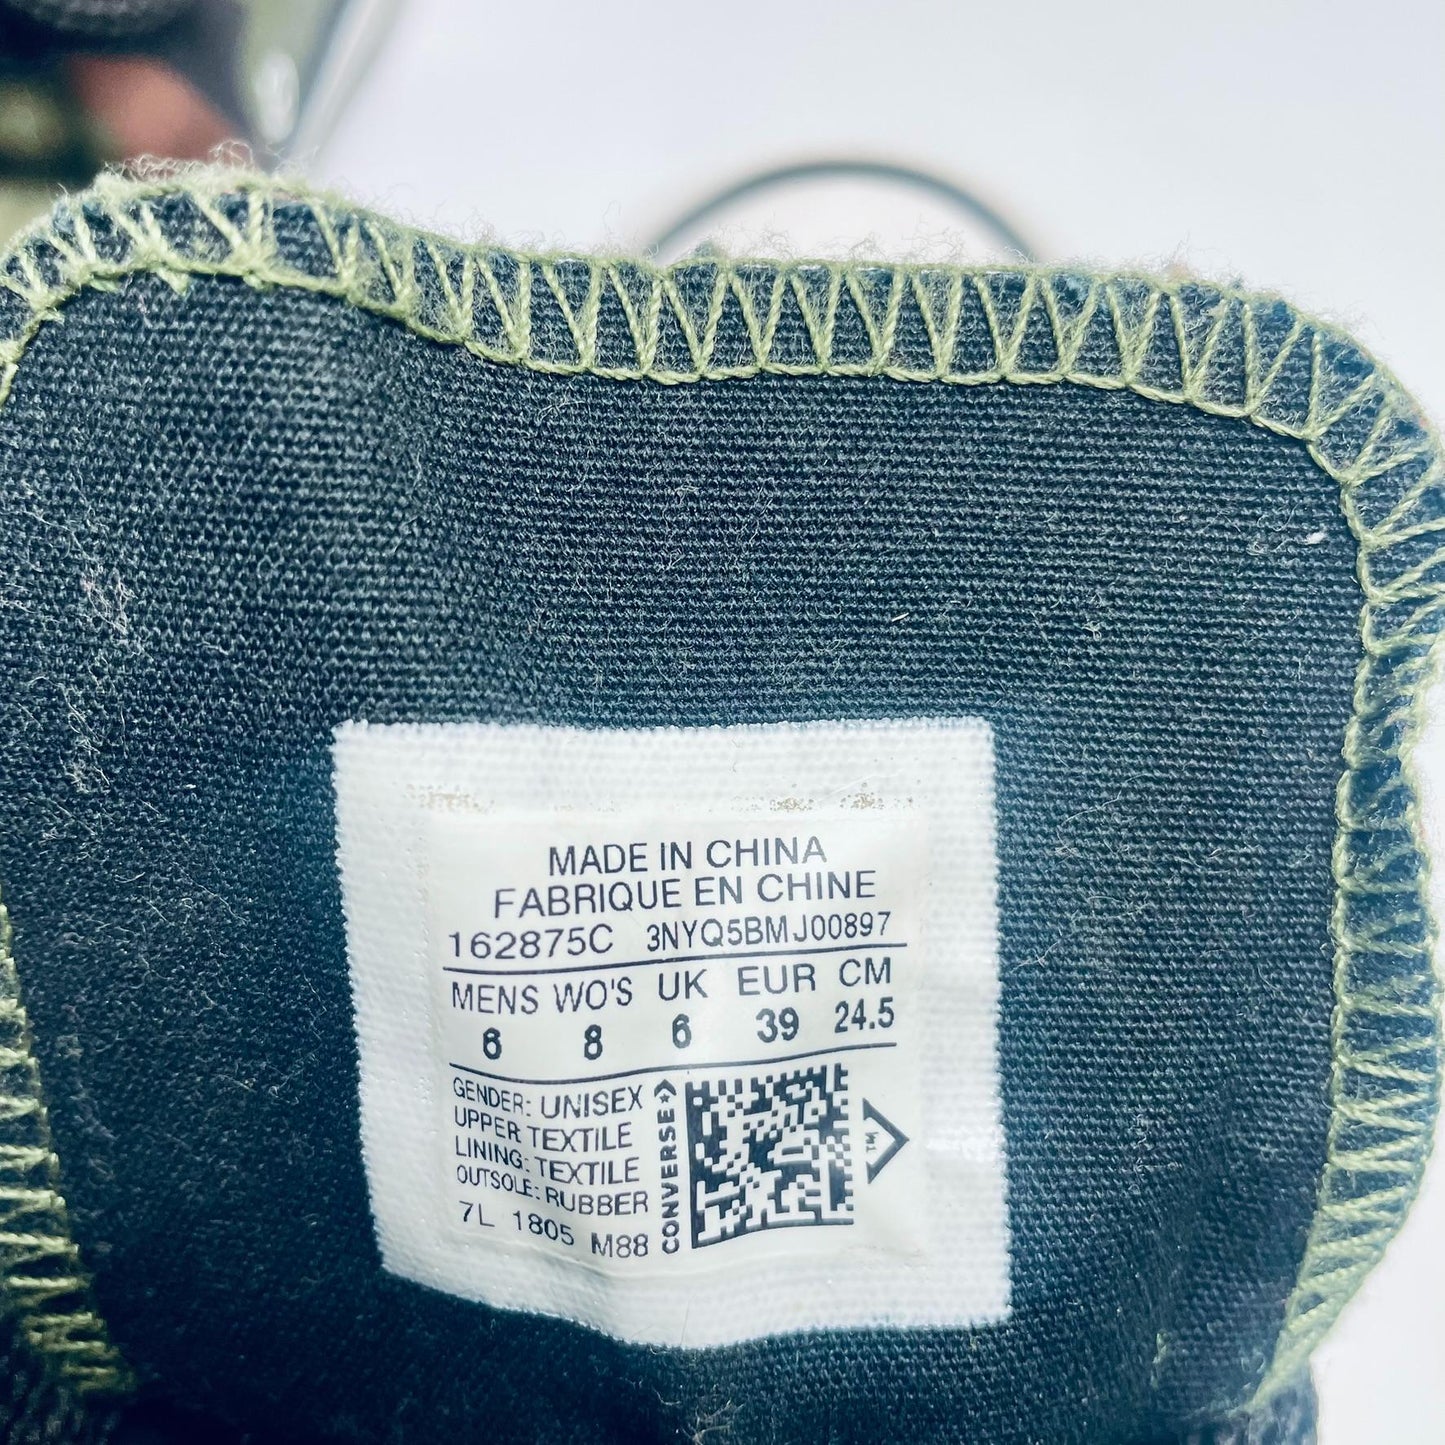 MADE IN CHINA
FABRIQUE EN CHINE
162875C 3NYQ5BMJ00897
MENS WO'S UK EUR CM
6 8 6 39 24.5
GENDER: UNISEX
UPPER TEXTILE
LINING: TEXTILE
OUTSOLE: RUBBER
7L 1805 M88
CONVERSE
TM